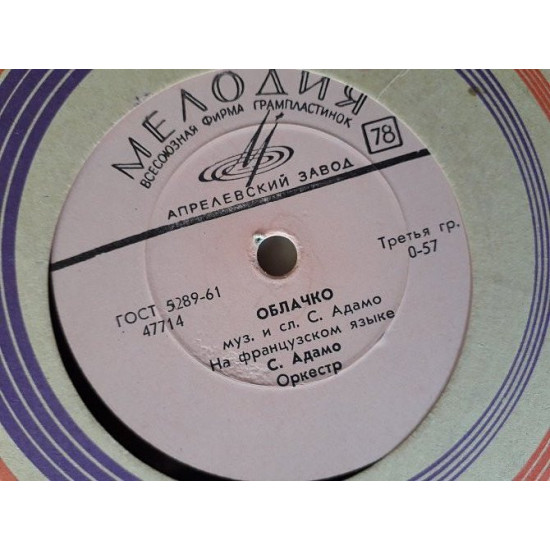 МЕЛОДИЯ
ВСЕСОЮЗНАЯ ФИРМА ГРАМПЛАСТИНОК
78
АПРЕЛЕВСКИЙ ЗАВОД
Третья гр.
0-57
ГОСТ 5289-61
47714
ОБЛАЧКО
муз. и сл. С. Адамо
На французском языке
С. Адамо
Оркестр